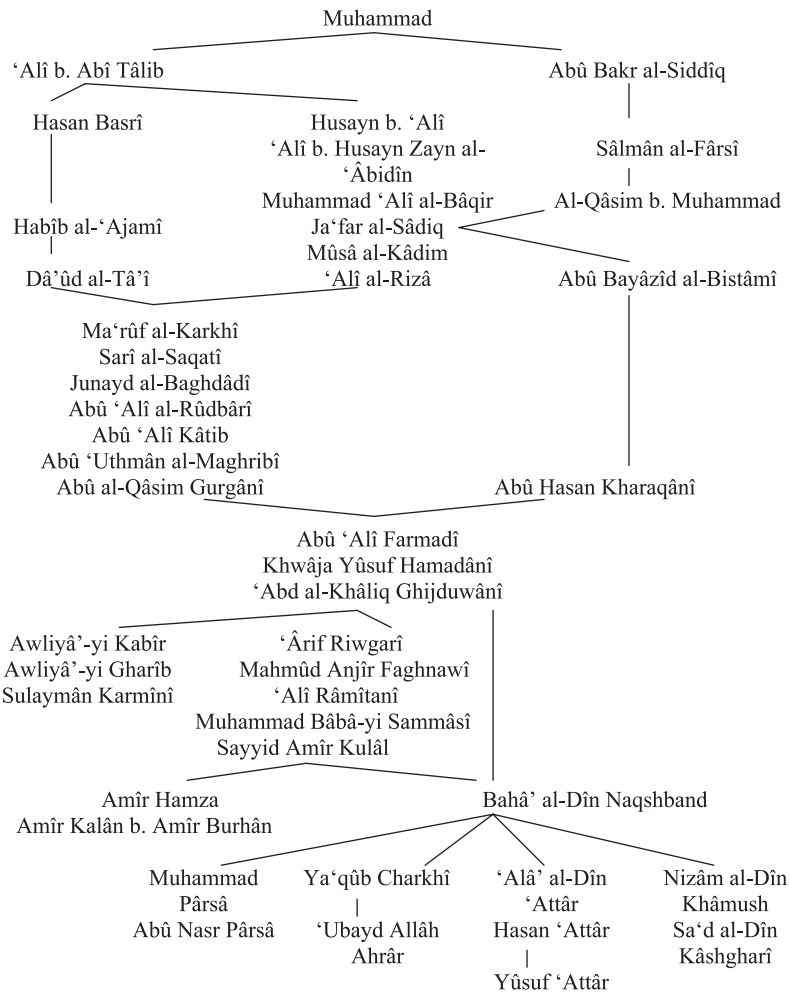 Muhammad
‘Alî b. Abî Tâlib
Abû Bakr al-Siddîq
Hasan Basrî
Husayn b. ‘Alî
‘Alî b. Husayn Zayn al-
‘Âbidîn
Muhammad ‘Alî al-Bâqir
Sâlmân al-Fârsî
Al-Qâsim b. Muhammad
Habîb al-‘Ajamî
Ja‘far al-Sâdiq
Mûsâ al-Kâdim
Dâ’ûd al-Tâ’î
‘Alî al-Rizâ
Abû Bayâzîd al-Bistâmî
Ma‘rûf al-Karkhî
Sarî al-Saqatî
Junayd al-Baghdâdî
Abû ‘Alî al-Rûdbârî
Abû ‘Alî Kâtib
Abû ‘Uthmân al-Maghribî
Abû al-Qâsim Gurgânî
Abû Hasan Kharaqânî
Abû ‘Alî Farmadî
Khwâja Yûsuf Hamadânî
‘Abd al-Khâliq Ghijduwânî
Awliyâ’-yi Kabîr
Awliyâ’-yi Gharîb
Sulaymân Karmînî
‘Ârif Riwgarî
Mahmûd Anjîr Faghnawî
‘Alî Râmîtanî
Muhammad Bâbâ-yi Sammâsî
Sayyid Amîr Kulâl
Amîr Hamza
Amîr Kalân b. Amîr Burhân
Bahâ’ al-Dîn Naqshband
Muhammad
Pârsâ
Abû Nasr Pârsâ
Ya‘qûb Charkhî
‘Ubayd Allâh
Ahrâr
‘Alâ’ al-Dîn
‘Attâr
Hasan ‘Attâr
Yûsuf ‘Attâr
Nizâm al-Dîn
Khâmush
Sa‘d al-Dîn
Kâshgharî